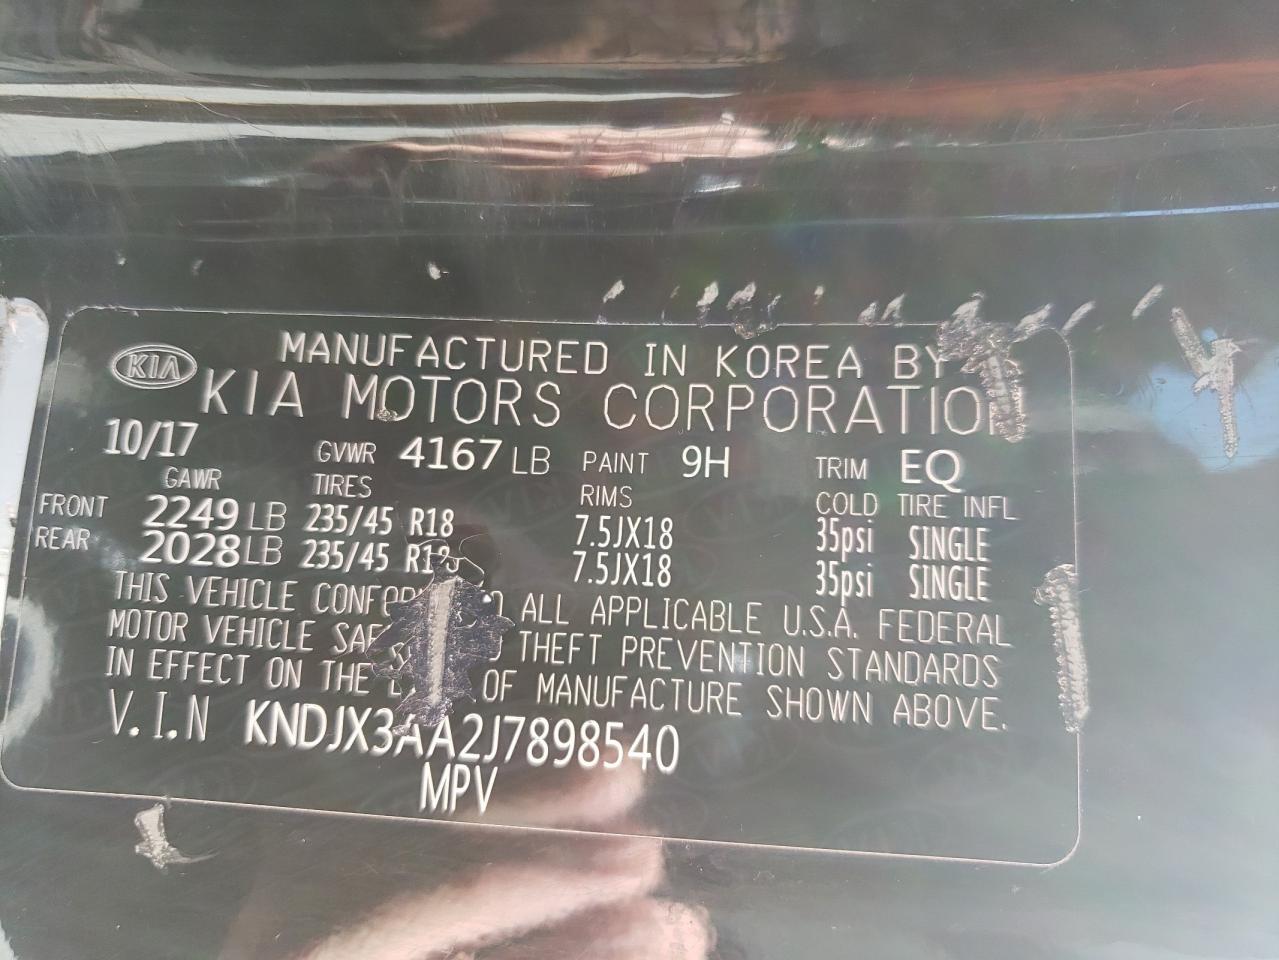 KIA MANUFACTURED IN KOREA BY
KIA MOTORS CORPORATION
10/17 GVWR 4167 LB PAINT 9H TRIM EQ
GAWR TIRES RIMS COLD TIRE INFL
FRONT 2249 LB 235/45 R18 7.5JX18 35psi SINGLE
REAR 2028 LB 235/45 R18 7.5JX18 35psi SINGLE
THIS VEHICLE ALL APPLICABLE U.S.A. FEDERAL
MOTOR VEHICLE THEFT PREVENTION STANDARDS
IN EFFECT ON THE OF MANUFACTURE SHOWN ABOVE.
V.I.N KNDJX3AA2J7898540
MPV